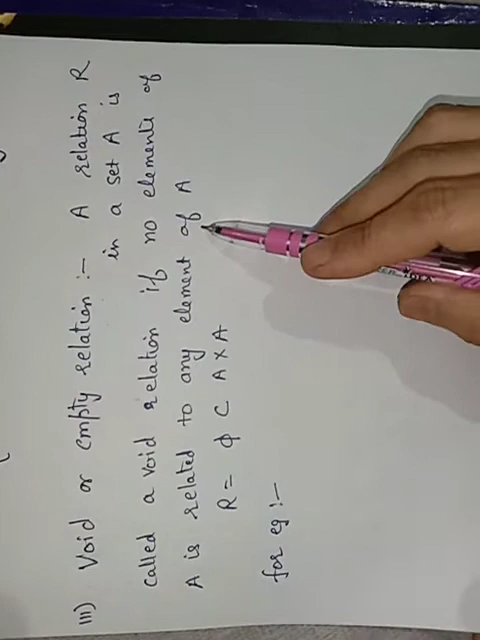 III) Void or empty relation :- A relation R
in a set A is
called a void relation if no elements of
A is related to any element of A
R = ϕ ⊂ A × A
for eg :-